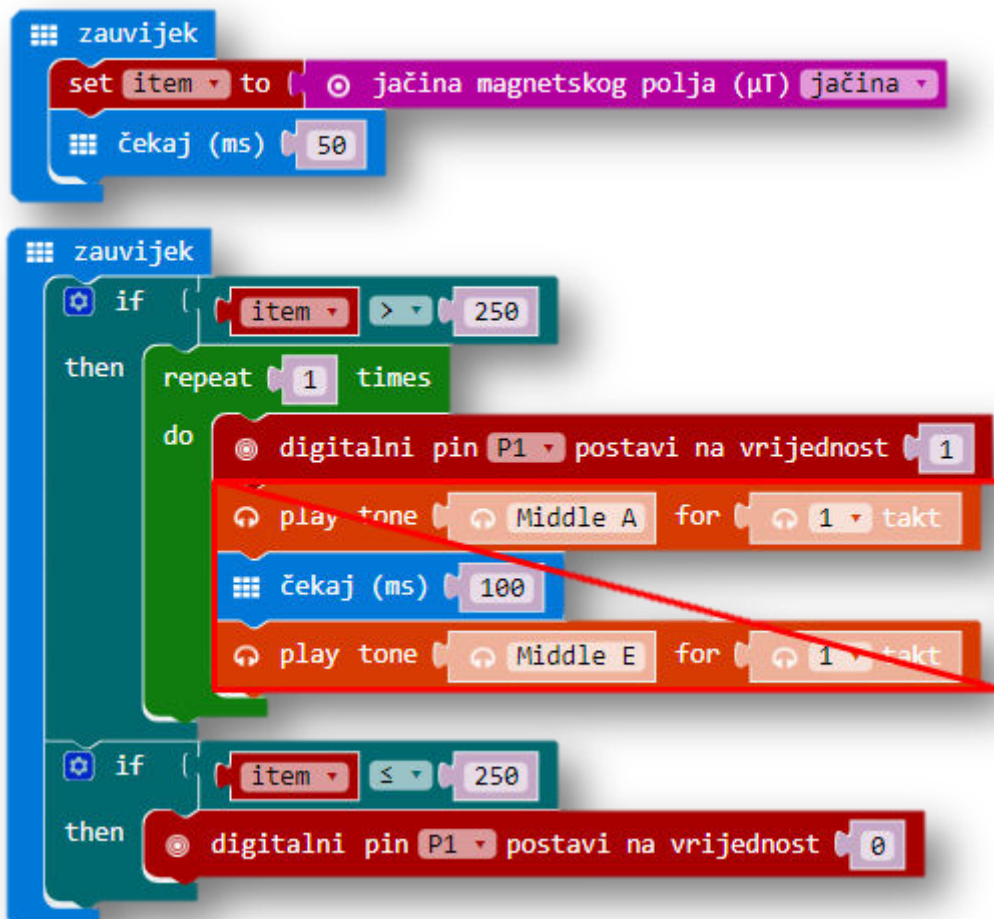 zauvijek
set item to jačina magnetskog polja (µT) jačina
čekaj (ms) 50
zauvijek
if item > 250
then repeat 1 times
do digitalni pin P1 postavi na vrijednost 1
play tone Middle A for 1 takt
čekaj (ms) 100
play tone Middle E for 1 takt
if item ≤ 250
then digitalni pin P1 postavi na vrijednost 0